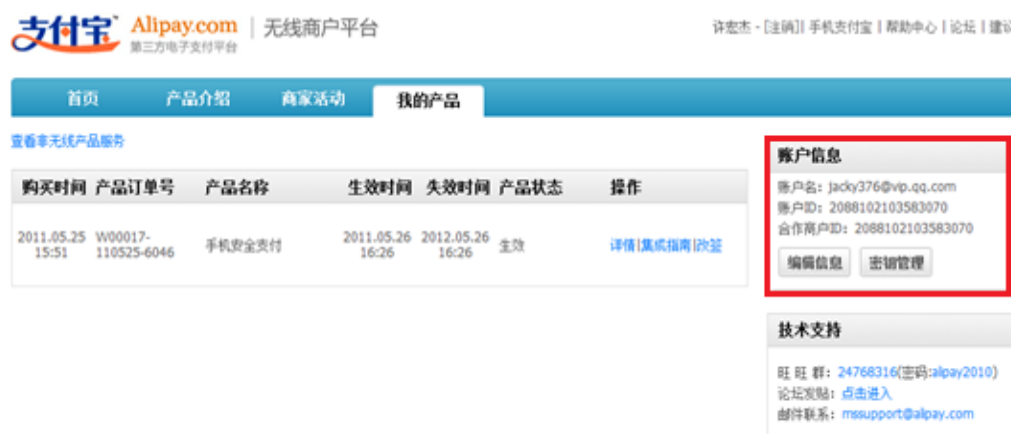 支付宝 Alipay.com | 无线商户平台
第三方电子支付平台
许宏杰 - [注销]| 手机支付宝 | 帮助中心 | 论坛 | 建议
首页 产品介绍 商家活动 我的产品
查看非无线产品服务
购买时间 产品订单号 产品名称 生效时间 失效时间 产品状态 操作
2011.05.25 15:51 W00017-110525-6046 手机安全支付 2011.05.26 16:26 2012.05.26 16:26 生效 详情|集成指南|改签
账户信息
账户名: jacky376@vip.qq.com
账户ID: 2088102103583070
合作商户ID: 2088102103583070
编辑信息 密钥管理
技术支持
旺 旺 群: 24768316(密码:alipay2010)
论坛发贴: 点击进入
邮件联系: mssupport@alipay.com